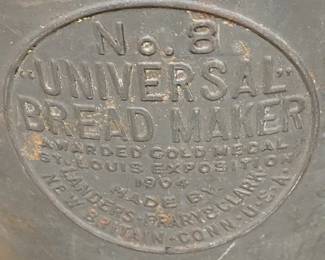 No. 8
"UNIVERSAL"
BREAD MAKER
AWARDED GOLD MEDAL
ST. LOUIS EXPOSITION
1904
MADE BY
LANDERS, FRARY & CLARK
NEW BRITAIN, CONN. U.S.A.